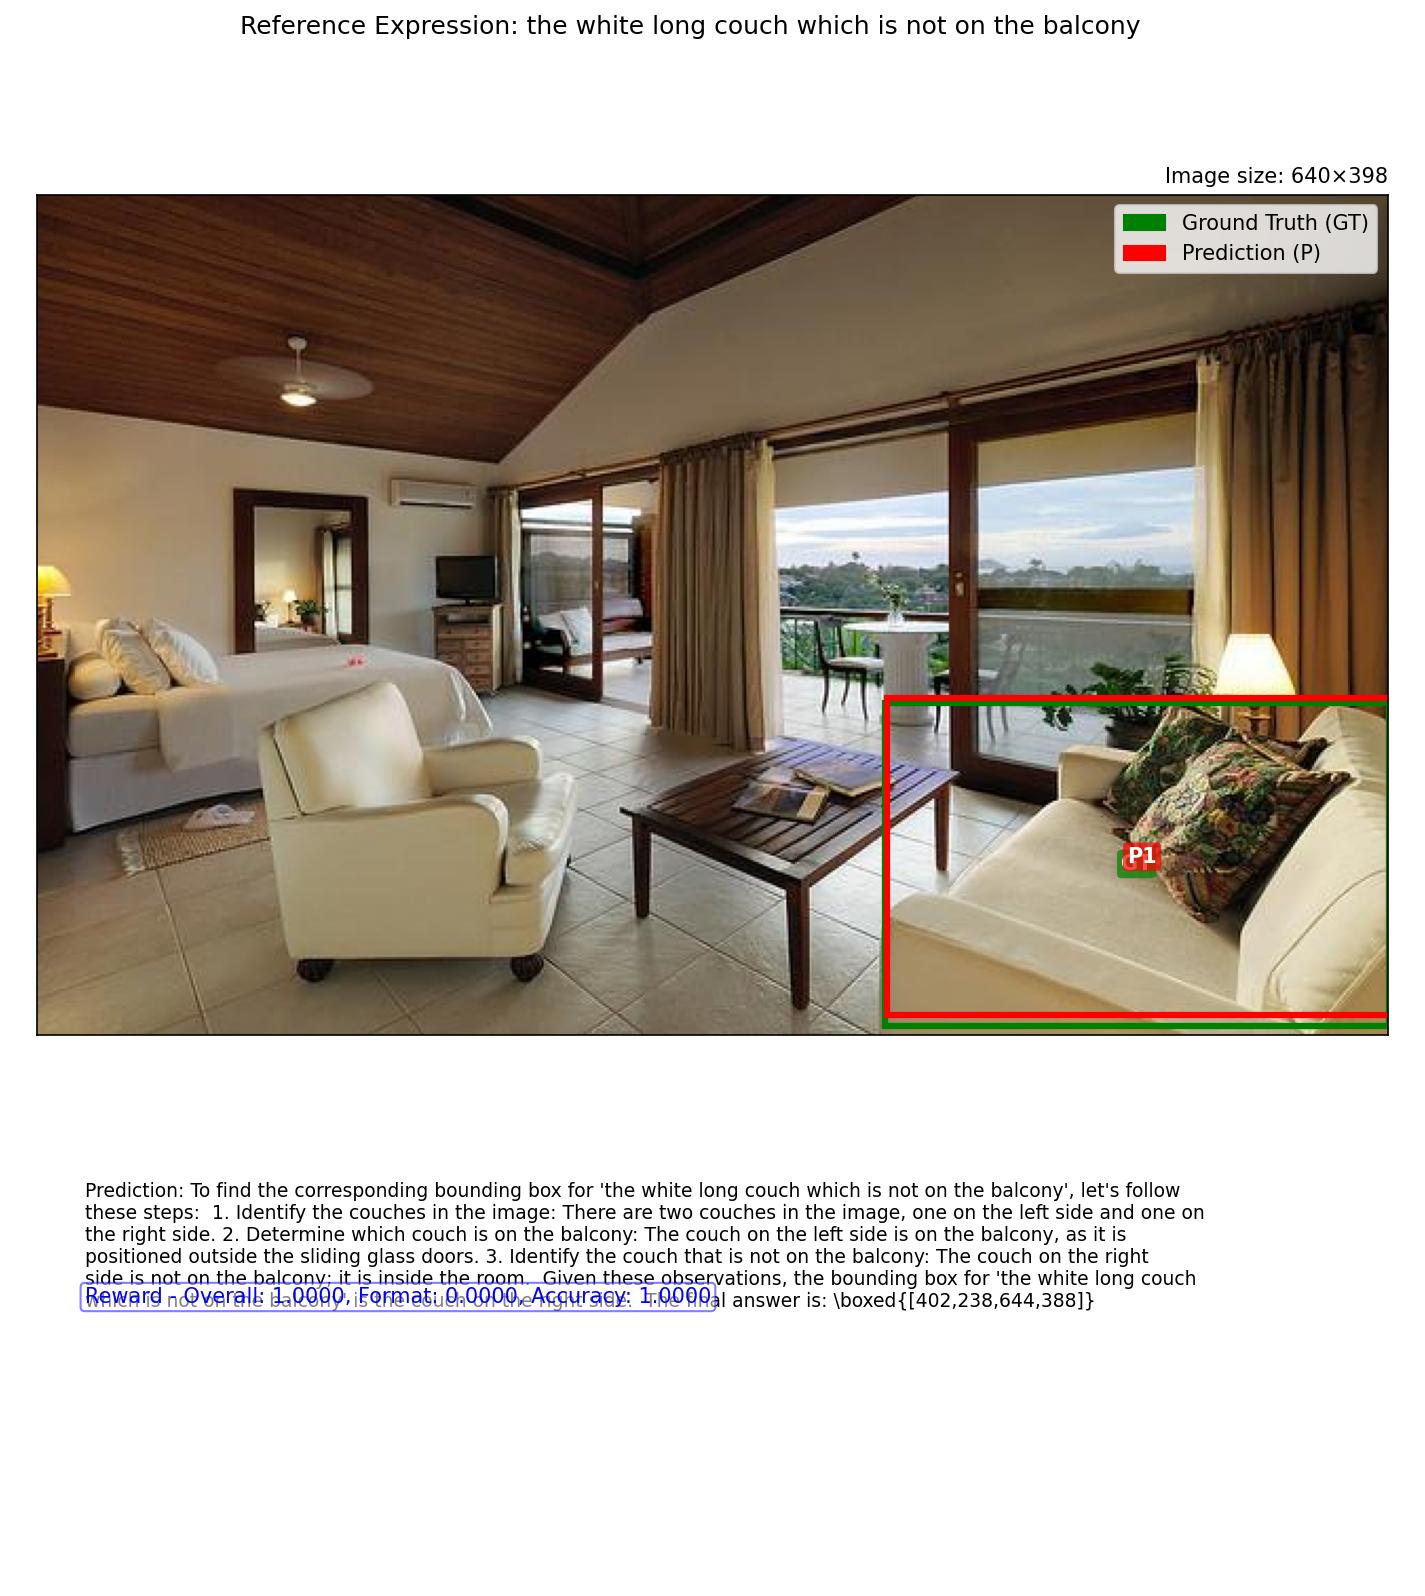 Reference Expression: the white long couch which is not on the balcony
Image size: 640×398
Ground Truth (GT)
Prediction (P)
P1
Prediction: To find the corresponding bounding box for 'the white long couch which is not on the balcony', let's follow
these steps:  1. Identify the couches in the image: There are two couches in the image, one on the left side and one on
the right side. 2. Determine which couch is on the balcony: The couch on the left side is on the balcony, as it is
positioned outside the sliding glass doors. 3. Identify the couch that is not on the balcony: The couch on the right
side is not on the balcony; it is inside the room.  Given these observations, the bounding box for 'the white long couch
which is not on the balcony' is the couch on the right side.  The final answer is: \boxed{[402,238,644,388]}
Reward - Overall: 1.0000, Format: 0.0000, Accuracy: 1.0000